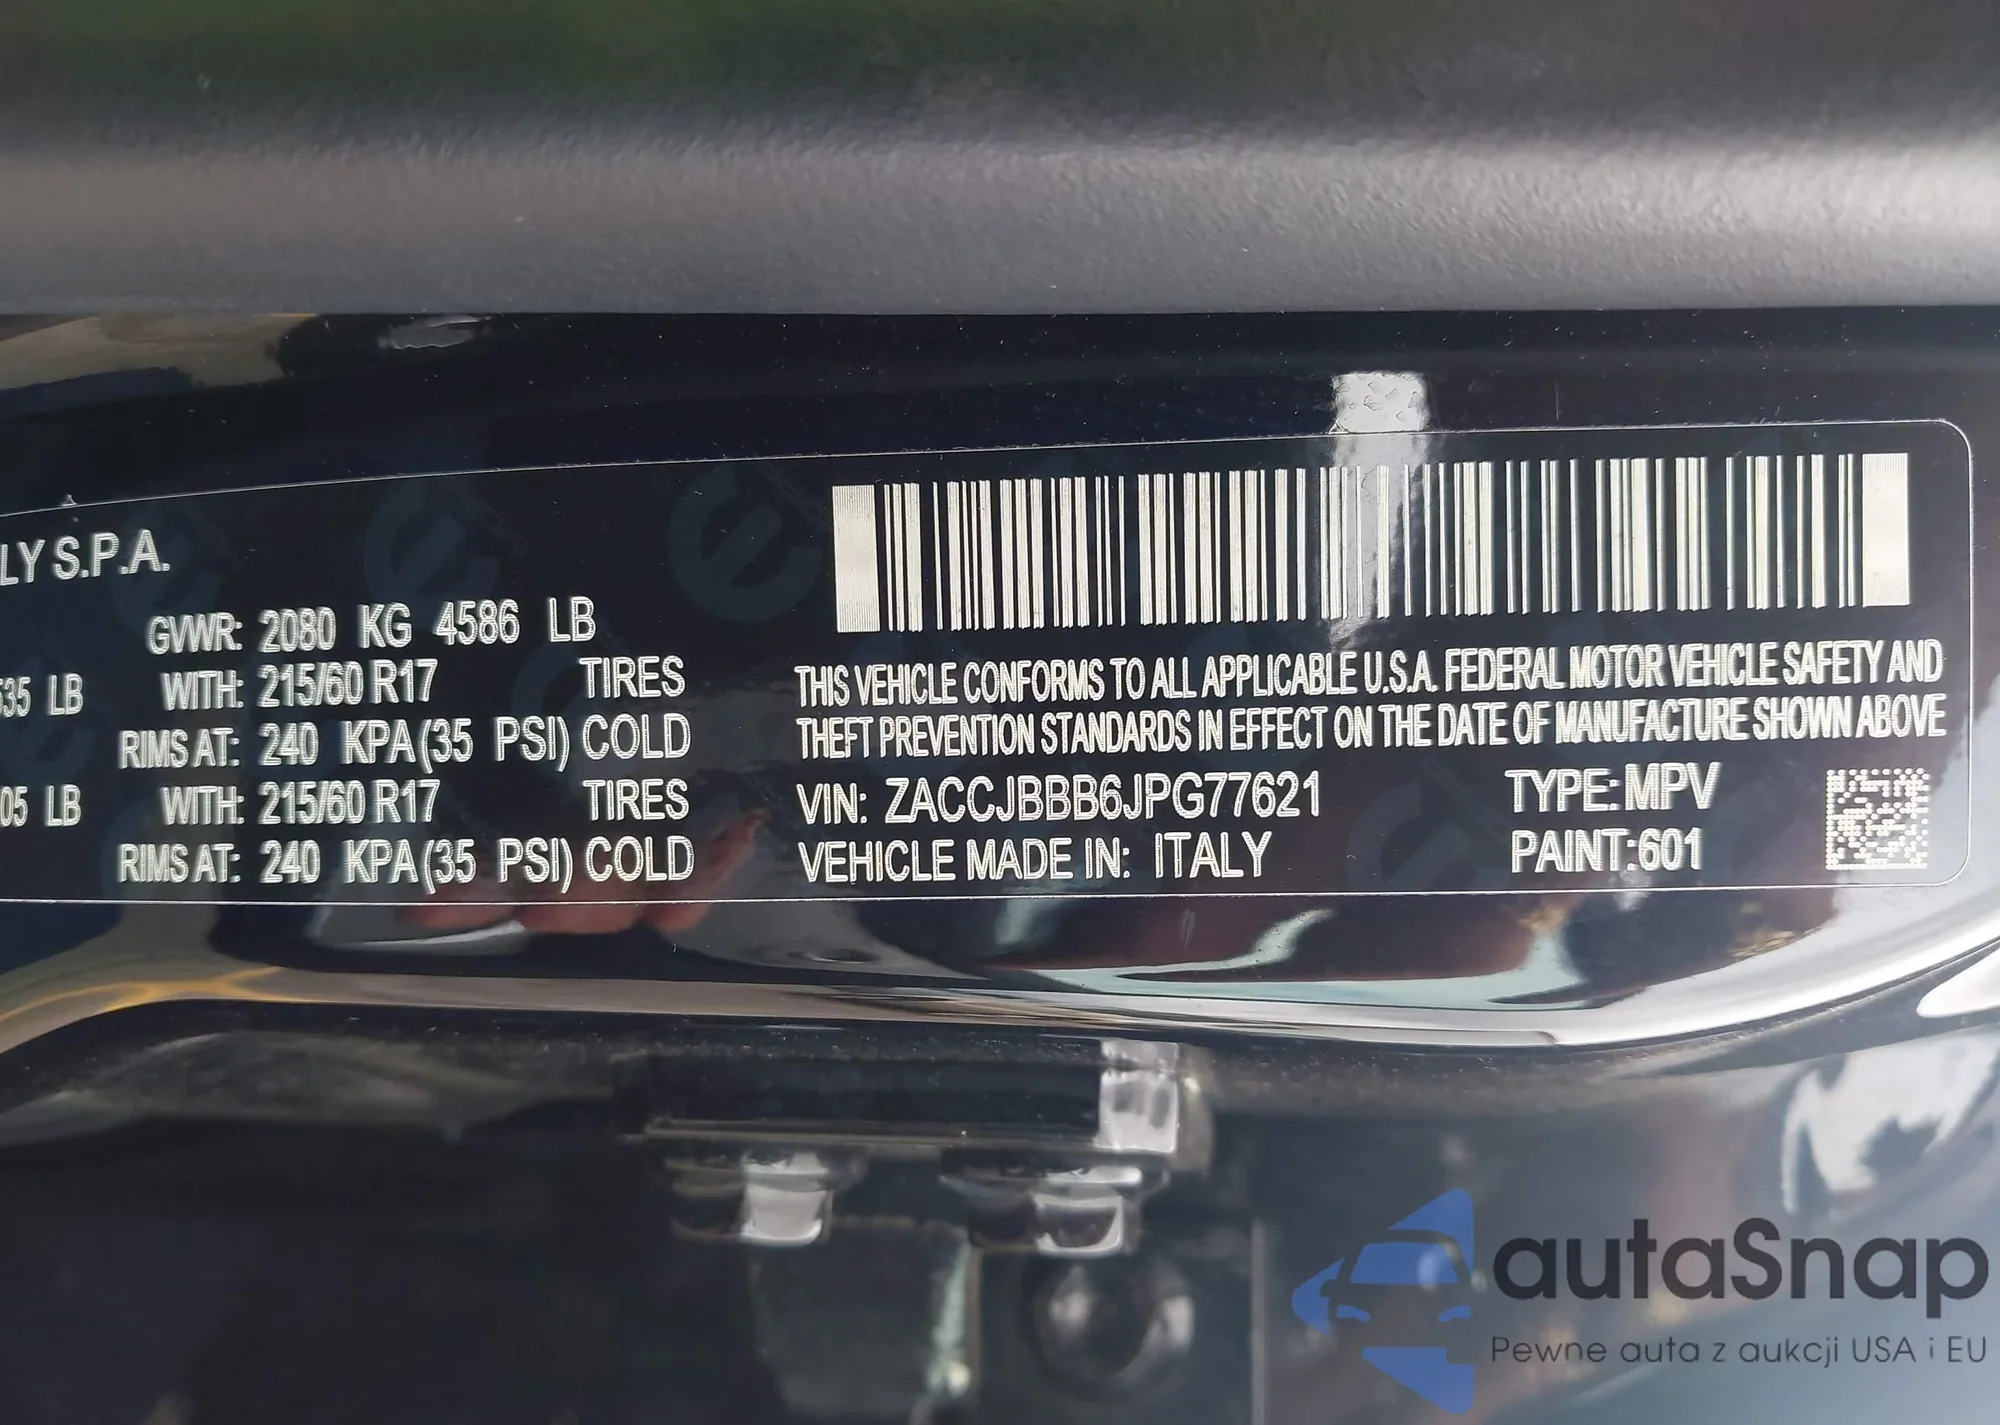 LY S.P.A.
GVWR: 2080 KG 4586 LB
535 LB WITH: 215/60 R17 TIRES
RIMS AT: 240 KPA (35 PSI) COLD
05 LB WITH: 215/60 R17 TIRES
RIMS AT: 240 KPA (35 PSI) COLD
THIS VEHICLE CONFORMS TO ALL APPLICABLE U.S.A. FEDERAL MOTOR VEHICLE SAFETY AND
THEFT PREVENTION STANDARDS IN EFFECT ON THE DATE OF MANUFACTURE SHOWN ABOVE
VIN: ZACCJBBB6JPG77621 TYPE: MPV
VEHICLE MADE IN: ITALY PAINT: 601
autaSnap
Pewne auta z aukcji USA i EU